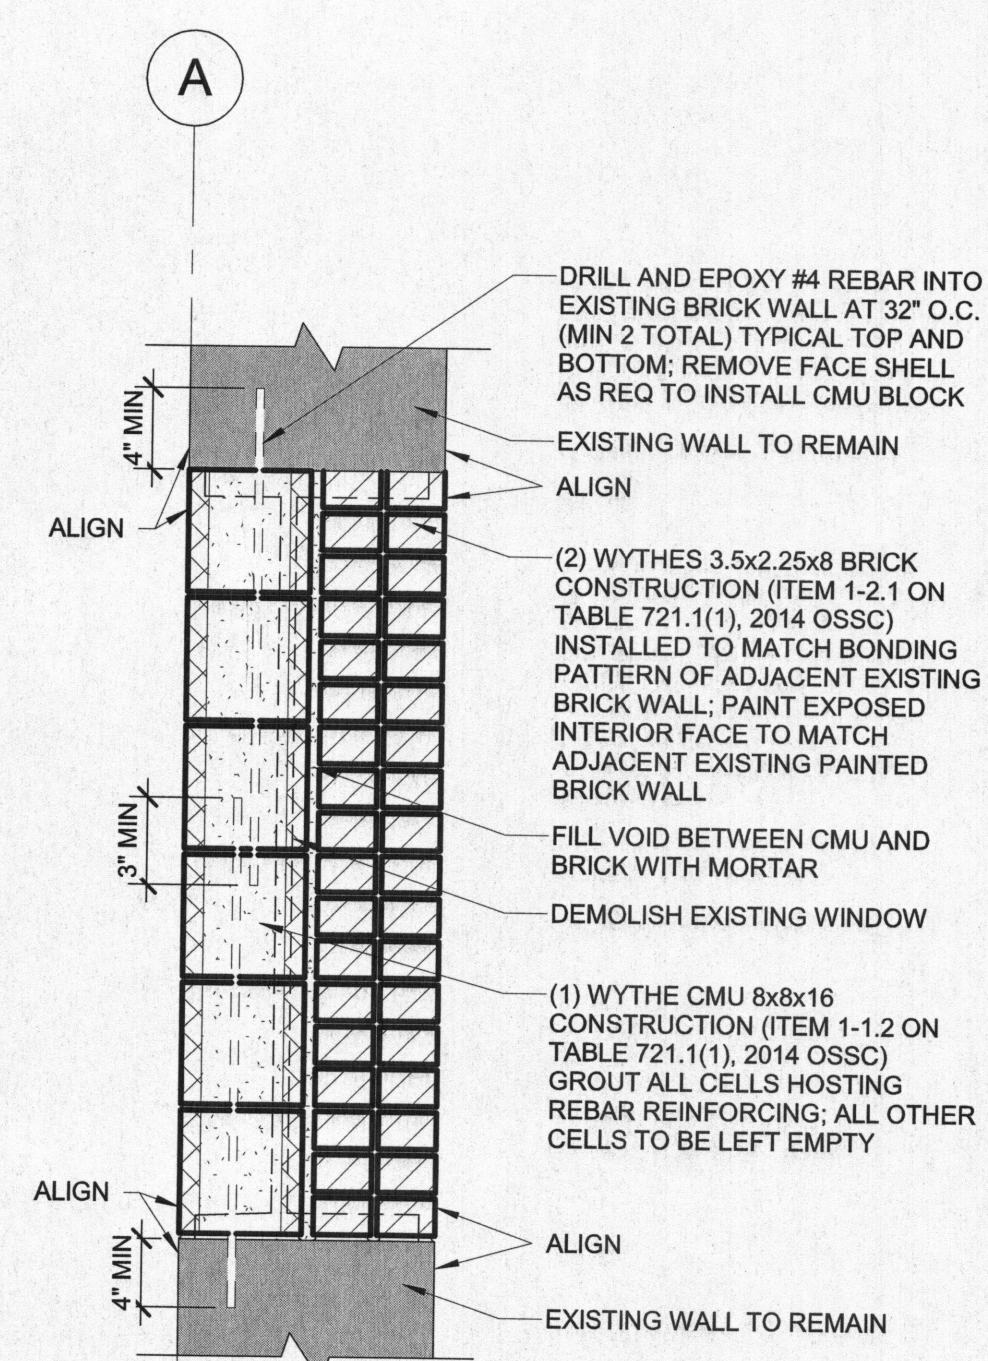 A
DRILL AND EPOXY #4 REBAR INTO
EXISTING BRICK WALL AT 32" O.C.
(MIN 2 TOTAL) TYPICAL TOP AND
BOTTOM; REMOVE FACE SHELL
AS REQ TO INSTALL CMU BLOCK
4" MIN
EXISTING WALL TO REMAIN
ALIGN
ALIGN
(2) WYTHES 3.5x2.25x8 BRICK
CONSTRUCTION (ITEM 1-2.1 ON
TABLE 721.1(1), 2014 OSSC)
INSTALLED TO MATCH BONDING
PATTERN OF ADJACENT EXISTING
BRICK WALL; PAINT EXPOSED
INTERIOR FACE TO MATCH
ADJACENT EXISTING PAINTED
BRICK WALL
3" MIN
FILL VOID BETWEEN CMU AND
BRICK WITH MORTAR
DEMOLISH EXISTING WINDOW
(1) WYTHE CMU 8x8x16
CONSTRUCTION (ITEM 1-1.2 ON
TABLE 721.1(1), 2014 OSSC)
GROUT ALL CELLS HOSTING
REBAR REINFORCING; ALL OTHER
CELLS TO BE LEFT EMPTY
ALIGN
ALIGN
4" MIN
EXISTING WALL TO REMAIN